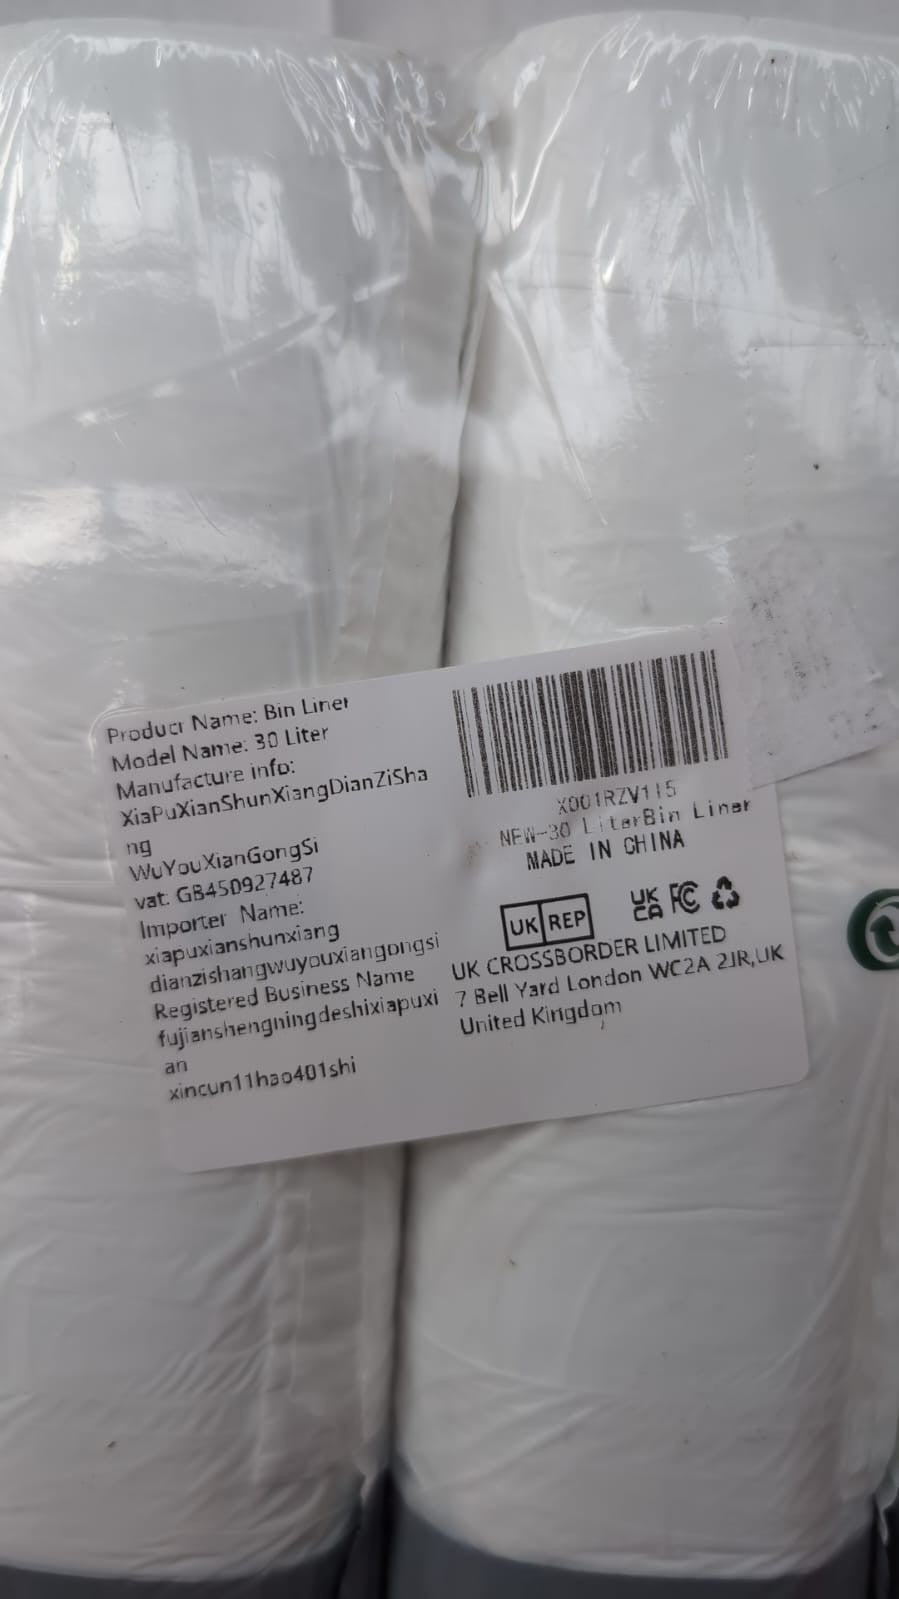 Product Name: Bin Liner
Model Name: 30 Liter
Manufacture info:
XiaPuXianShunXiangDianZiSha
ng
WuYouXianGongSi
vat: GB450927487
Importer Name:
xiapuxianshunxiang
dianzishangwuyouxiangongsi
Registered Business Name
fujianshengningdeshixiapuxi
an
xincun11hao401shi
X001RZV1I5
NEW-30 LiterBin Liner
MADE IN CHINA
UK REP
UK CA FC
UK CROSSBORDER LIMITED
7 Bell Yard London WC2A 2JR,UK
United Kingdom